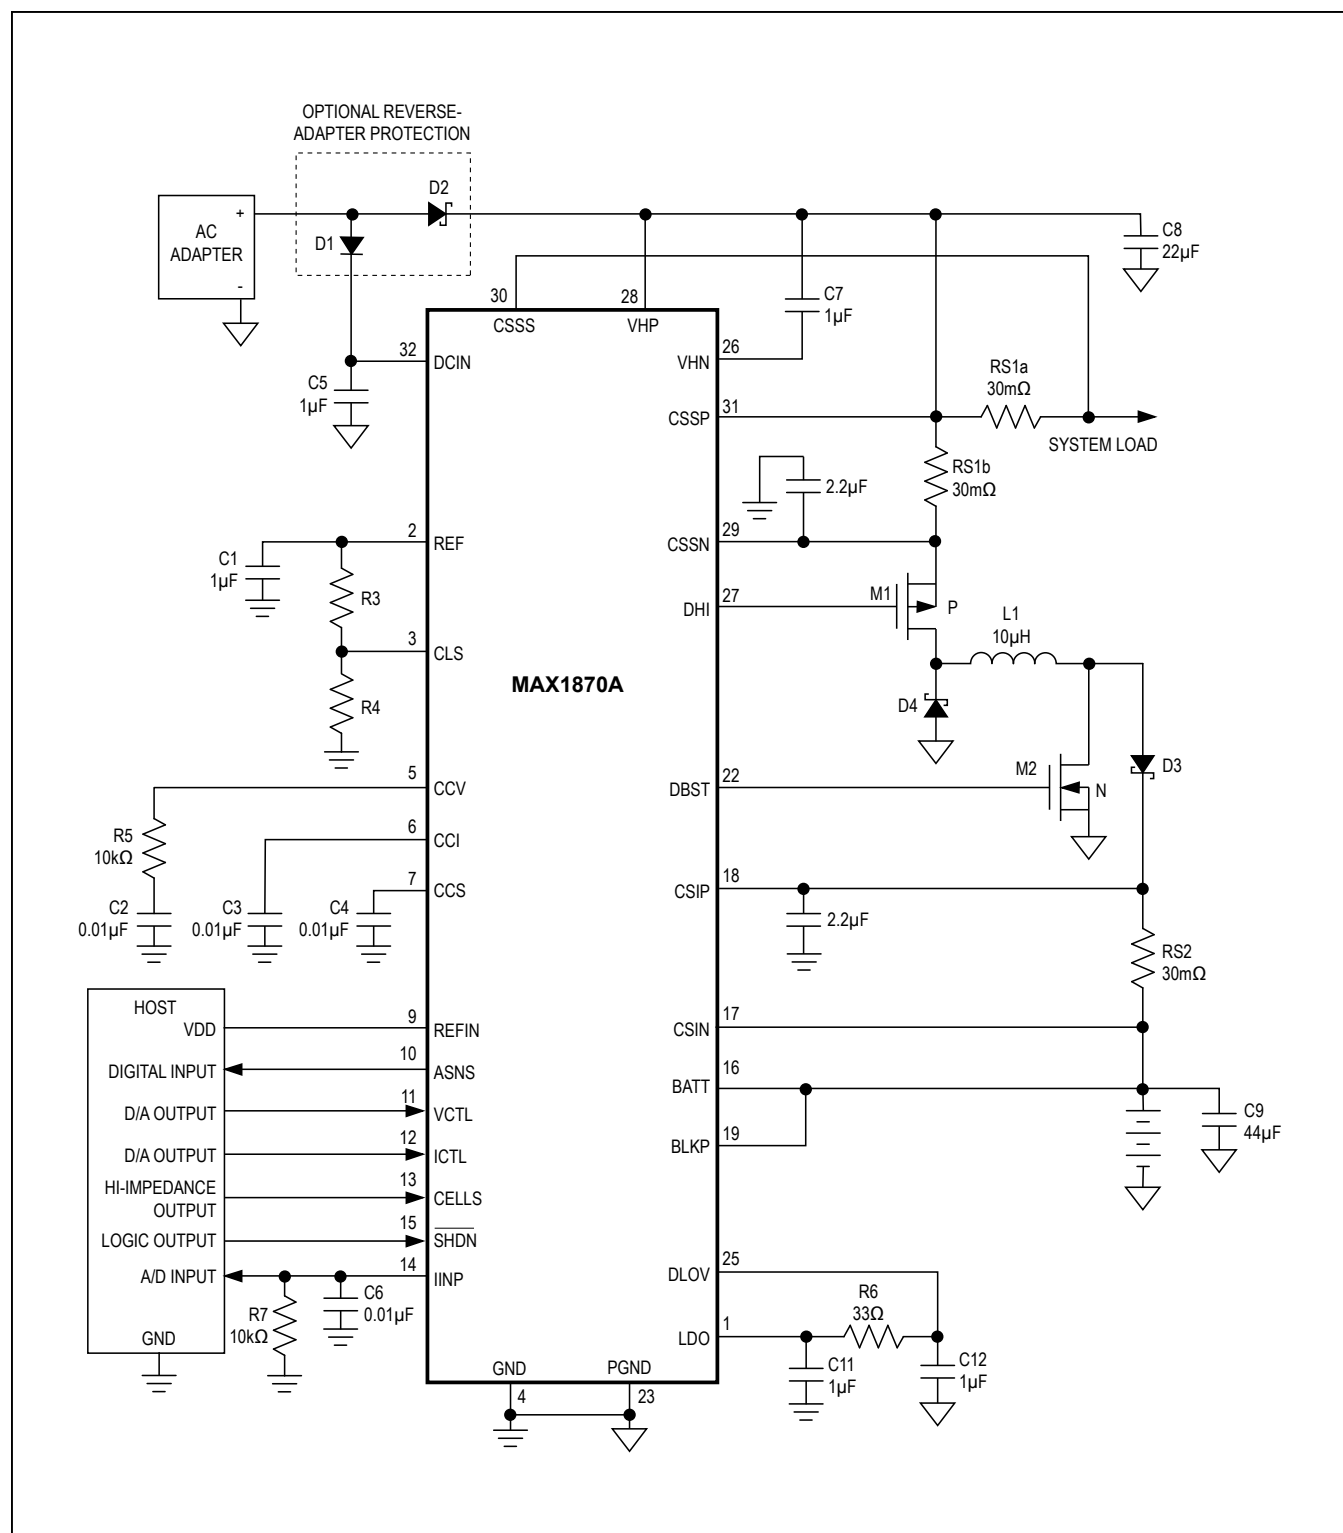 OPTIONAL REVERSE-
ADAPTER PROTECTION
AC
ADAPTER
+
-
D1
D2
C8
22µF
30
CSSS
28
VHP
C7
1µF
32
DCIN
26
VHN
C5
1µF
31
CSSP
RS1a
30mΩ
SYSTEM LOAD
RS1b
30mΩ
2.2µF
2
REF
29
CSSN
C1
1µF
R3
27
DHI
M1
P
L1
10µH
3
CLS
MAX1870A
R4
D4
5
CCV
22
DBST
M2
N
D3
R5
10kΩ
6
CCI
7
CCS
18
CSIP
C2
0.01µF
C3
0.01µF
C4
0.01µF
2.2µF
RS2
30mΩ
HOST
VDD
9
REFIN
17
CSIN
DIGITAL INPUT
10
ASNS
16
BATT
D/A OUTPUT
11
VCTL
C9
44µF
D/A OUTPUT
12
ICTL
19
BLKP
HI-IMPEDANCE
OUTPUT
13
CELLS
LOGIC OUTPUT
15
SHDN
A/D INPUT
14
IINP
25
DLOV
R7
10kΩ
C6
0.01µF
R6
33Ω
1
LDO
GND
GND
4
PGND
23
C11
1µF
C12
1µF